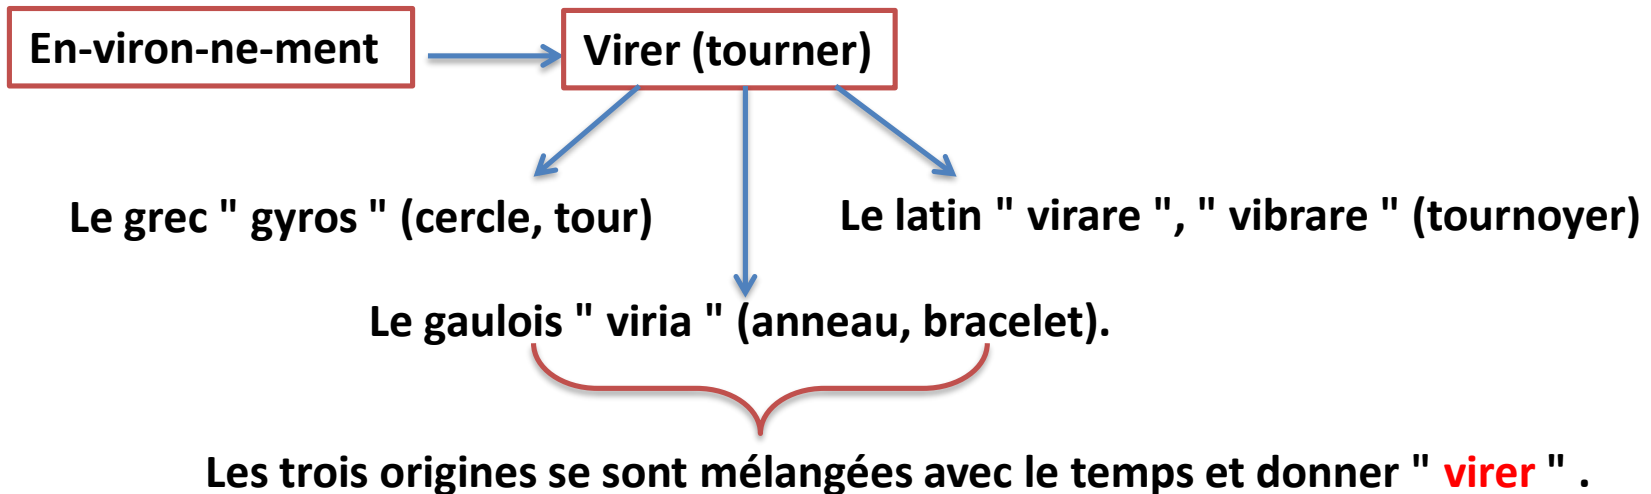 En-viron-ne-ment
Virer (tourner)
Le grec " gyros " (cercle, tour)
Le latin " virare ", " vibrare " (tournoyer)
Le gaulois " viria " (anneau, bracelet).
Les trois origines se sont mélangées avec le temps et donner " virer " .